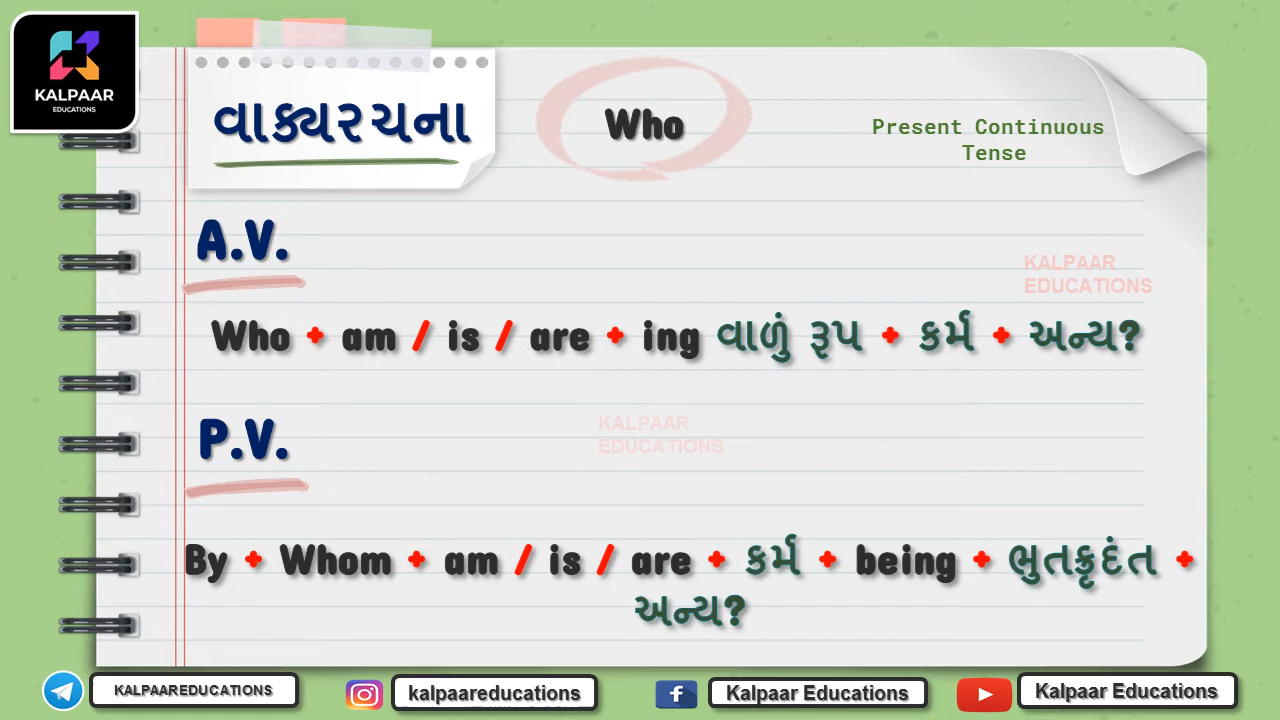 KALPAAR
EDUCATIONS
વાક્યરચના
Who
Present Continuous
Tense
A.V.
KALPAAR
EDUCATIONS
Who + am / is / are + ing વાળું રૂપ + કર્મ + અન્ય?
P.V.
KALPAAR
EDUCATIONS
By + Whom + am / is / are + કર્મ + being + ભુતકૃદંત +
અન્ય?
KALPAAREDUCATIONS
kalpaareducations
Kalpaar Educations
Kalpaar Educations